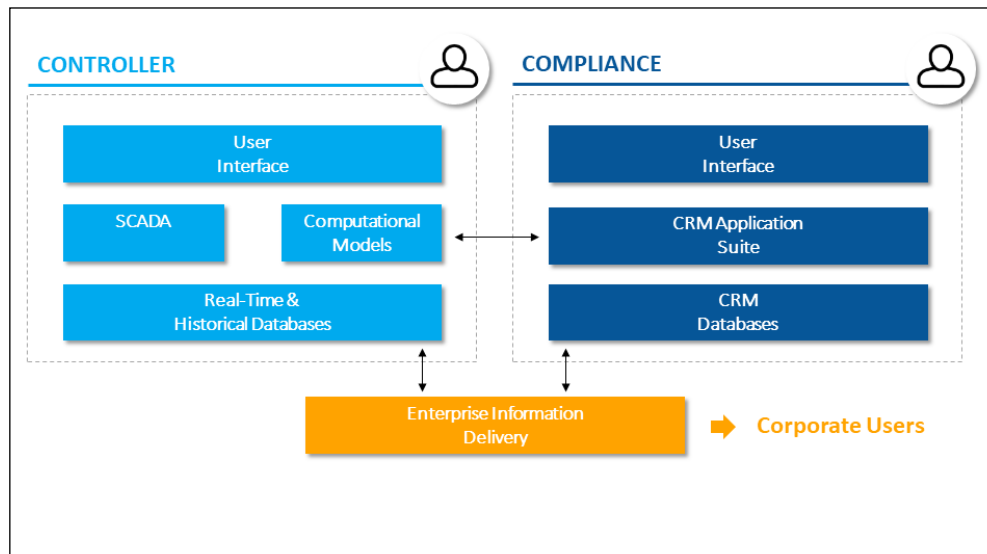 CONTROLLER
User
Interface
SCADA
Computational
Models
Real-Time &
Historical Databases
COMPLIANCE
User
Interface
CRM Application
Suite
CRM
Databases
Enterprise Information
Delivery
Corporate Users